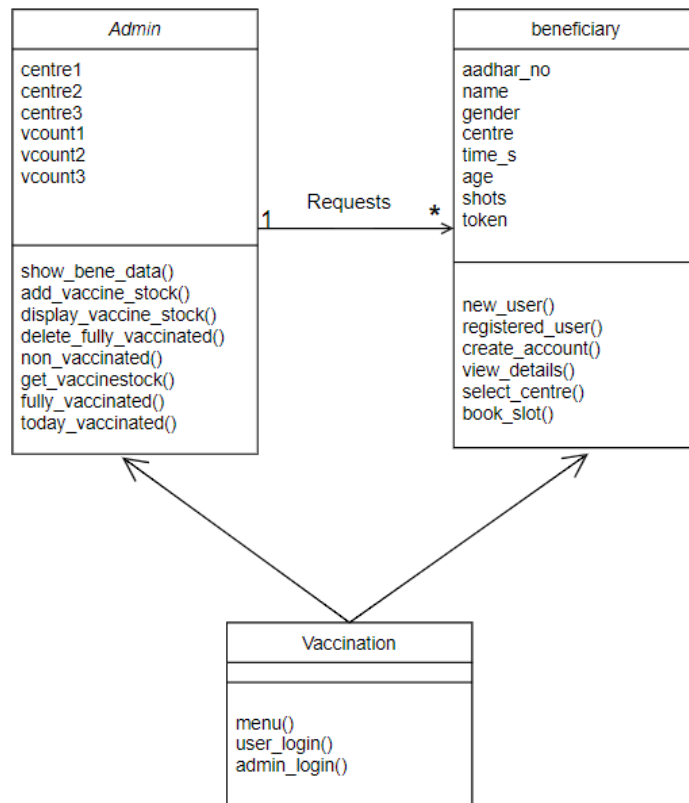 Admin
centre1
centre2
centre3
vcount1
vcount2
vcount3
show_bene_data()
add_vaccine_stock()
display_vaccine_stock()
delete_fully_vaccinated()
non_vaccinated()
get_vaccinestock()
fully_vaccinated()
today_vaccinated()
Requests
1
*
beneficiary
aadhar_no
name
gender
centre
time_s
age
shots
token
new_user()
registered_user()
create_account()
view_details()
select_centre()
book_slot()
Vaccination
menu()
user_login()
admin_login()